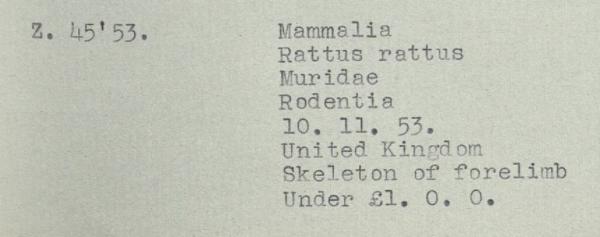 Z. 45'53. Mammalia
Rattus rattus
Muridae
Rodentia
10. 11. 53.
United Kingdom
Skeleton of forelimb
Under £1. 0. 0.